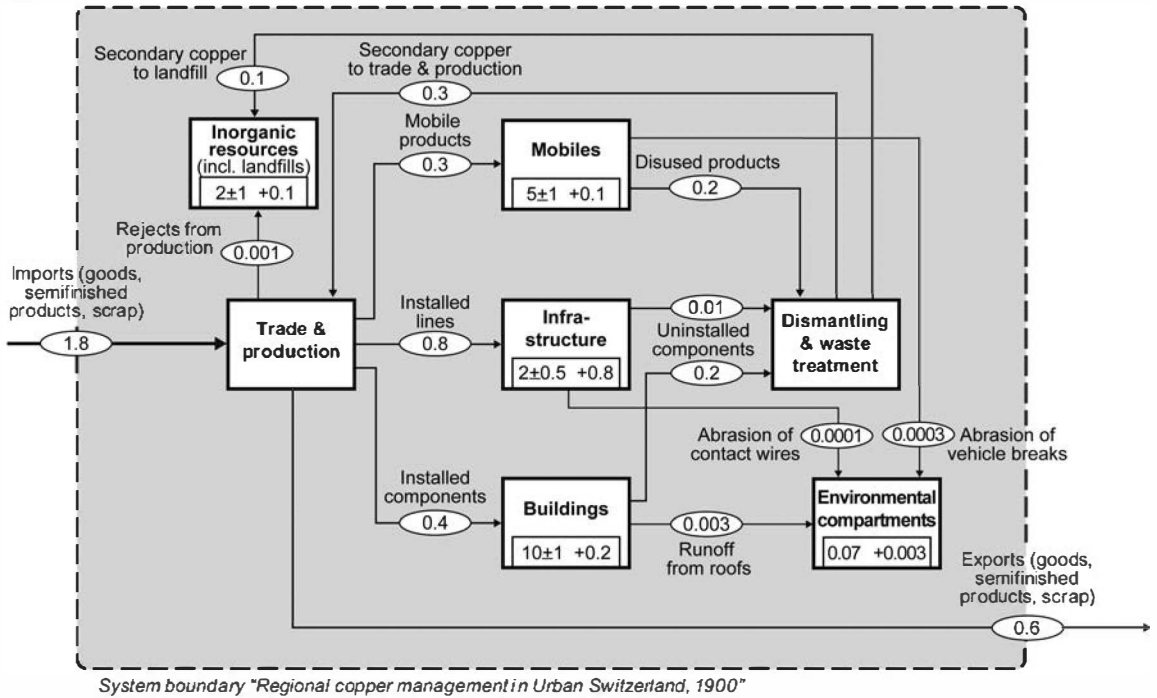 Secondary copper
to landfill
0.1
Secondary copper
to trade & production
0.3
Inorganic
resources
(incl. landfills)
2±1 +0.1
Mobile
products
0.3
Mobiles
5±1 +0.1
Disused products
0.2
Rejects from
production
0.001
Imports (goods,
semifinished
products, scrap)
1.8
Trade &
production
Installed
lines
0.8
Infra-
structure
2±0.5 +0.8
0.01
Uninstalled
components
0.2
Dismantling
& waste
treatment
Abrasion of
contact wires
0.0001
0.0003
Abrasion of
vehicle breaks
Installed
components
0.4
Buildings
10±1 +0.2
0.003
Runoff
from roofs
Environmental
compartments
0.07 +0.003
Exports (goods,
semifinished
products, scrap)
0.6
System boundary "Regional copper management in Urban Switzerland, 1900"